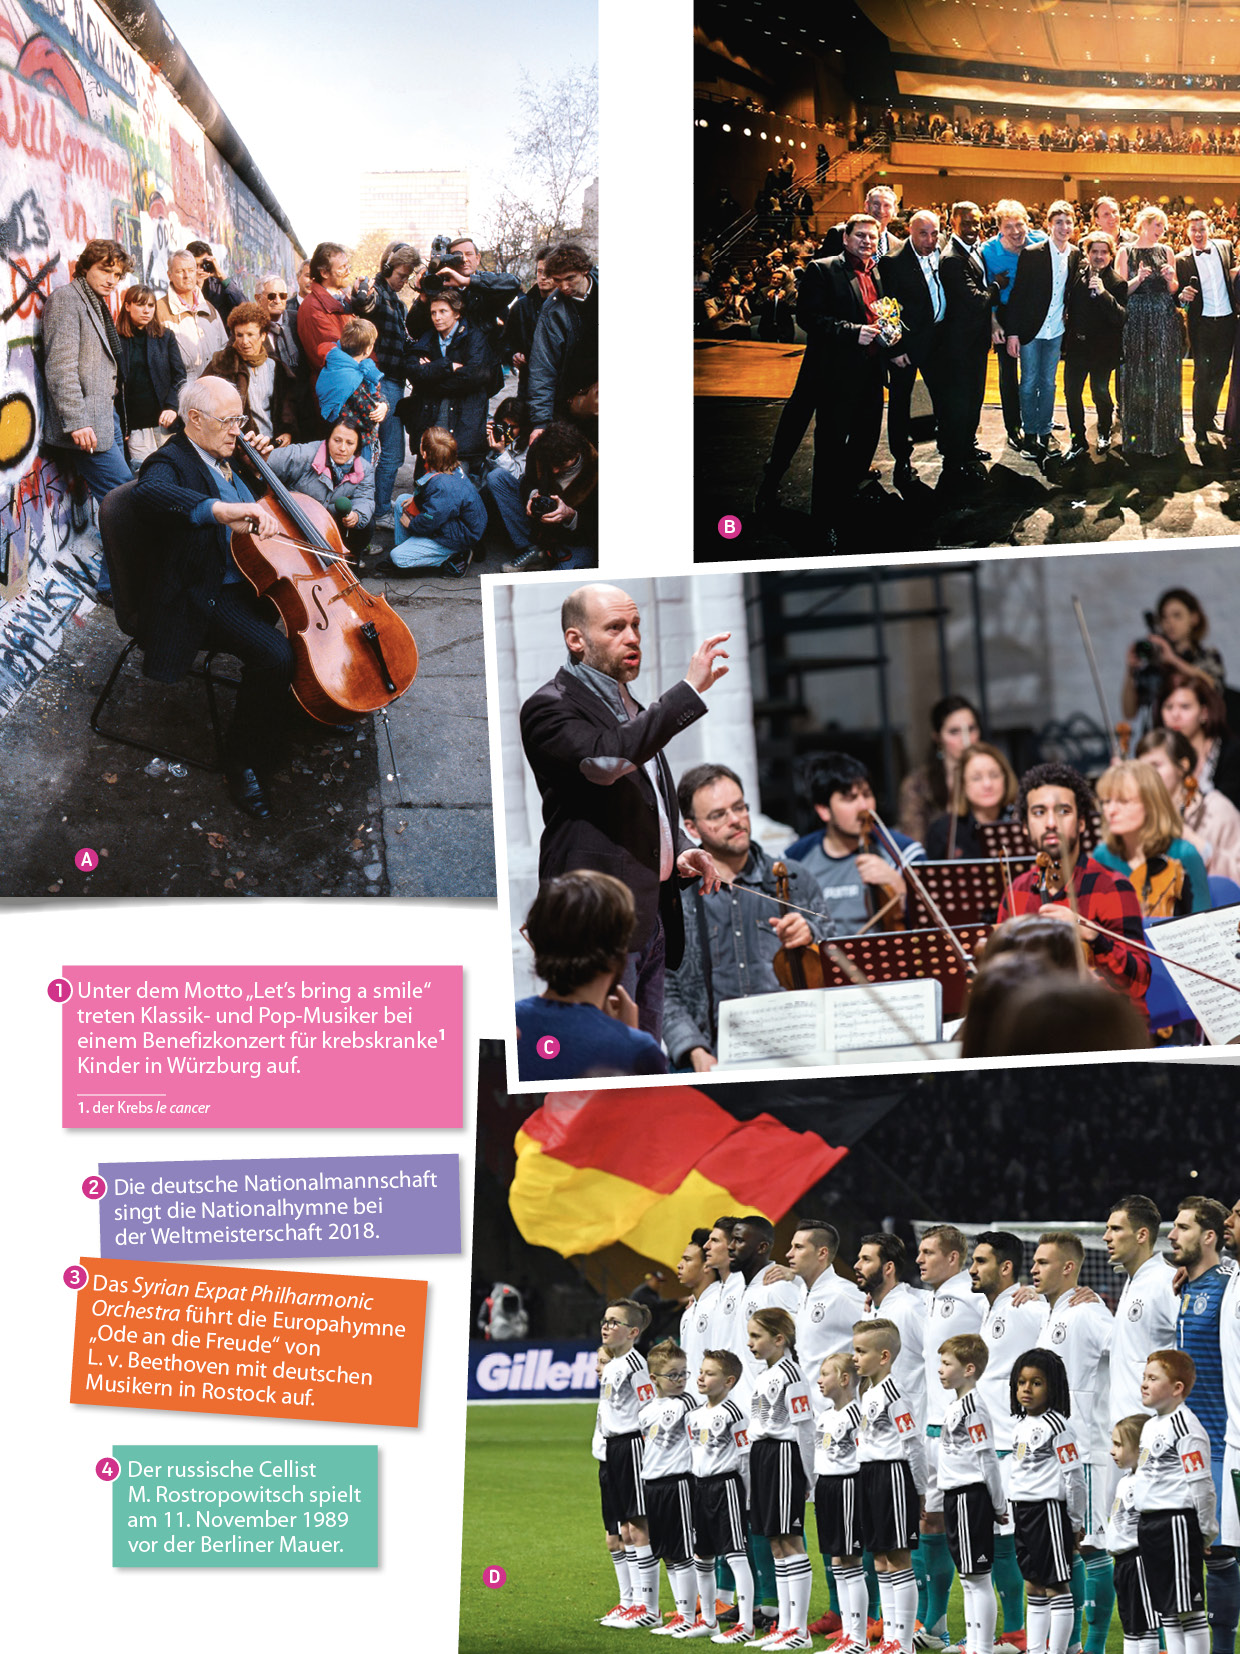 Willkommen
in
A
B
C
1 Unter dem Motto „Let’s bring a smile“
treten Klassik- und Pop-Musiker bei
einem Benefizkonzert für krebskranke¹
Kinder in Würzburg auf.
1. der Krebs le cancer
2 Die deutsche Nationalmannschaft
singt die Nationalhymne bei
der Weltmeisterschaft 2018.
3 Das Syrian Expat Philharmonic
Orchestra führt die Europahymne
„Ode an die Freude“ von
L. v. Beethoven mit deutschen
Musikern in Rostock auf.
4 Der russische Cellist
M. Rostropowitsch spielt
am 11. November 1989
vor der Berliner Mauer.
Gillett
D